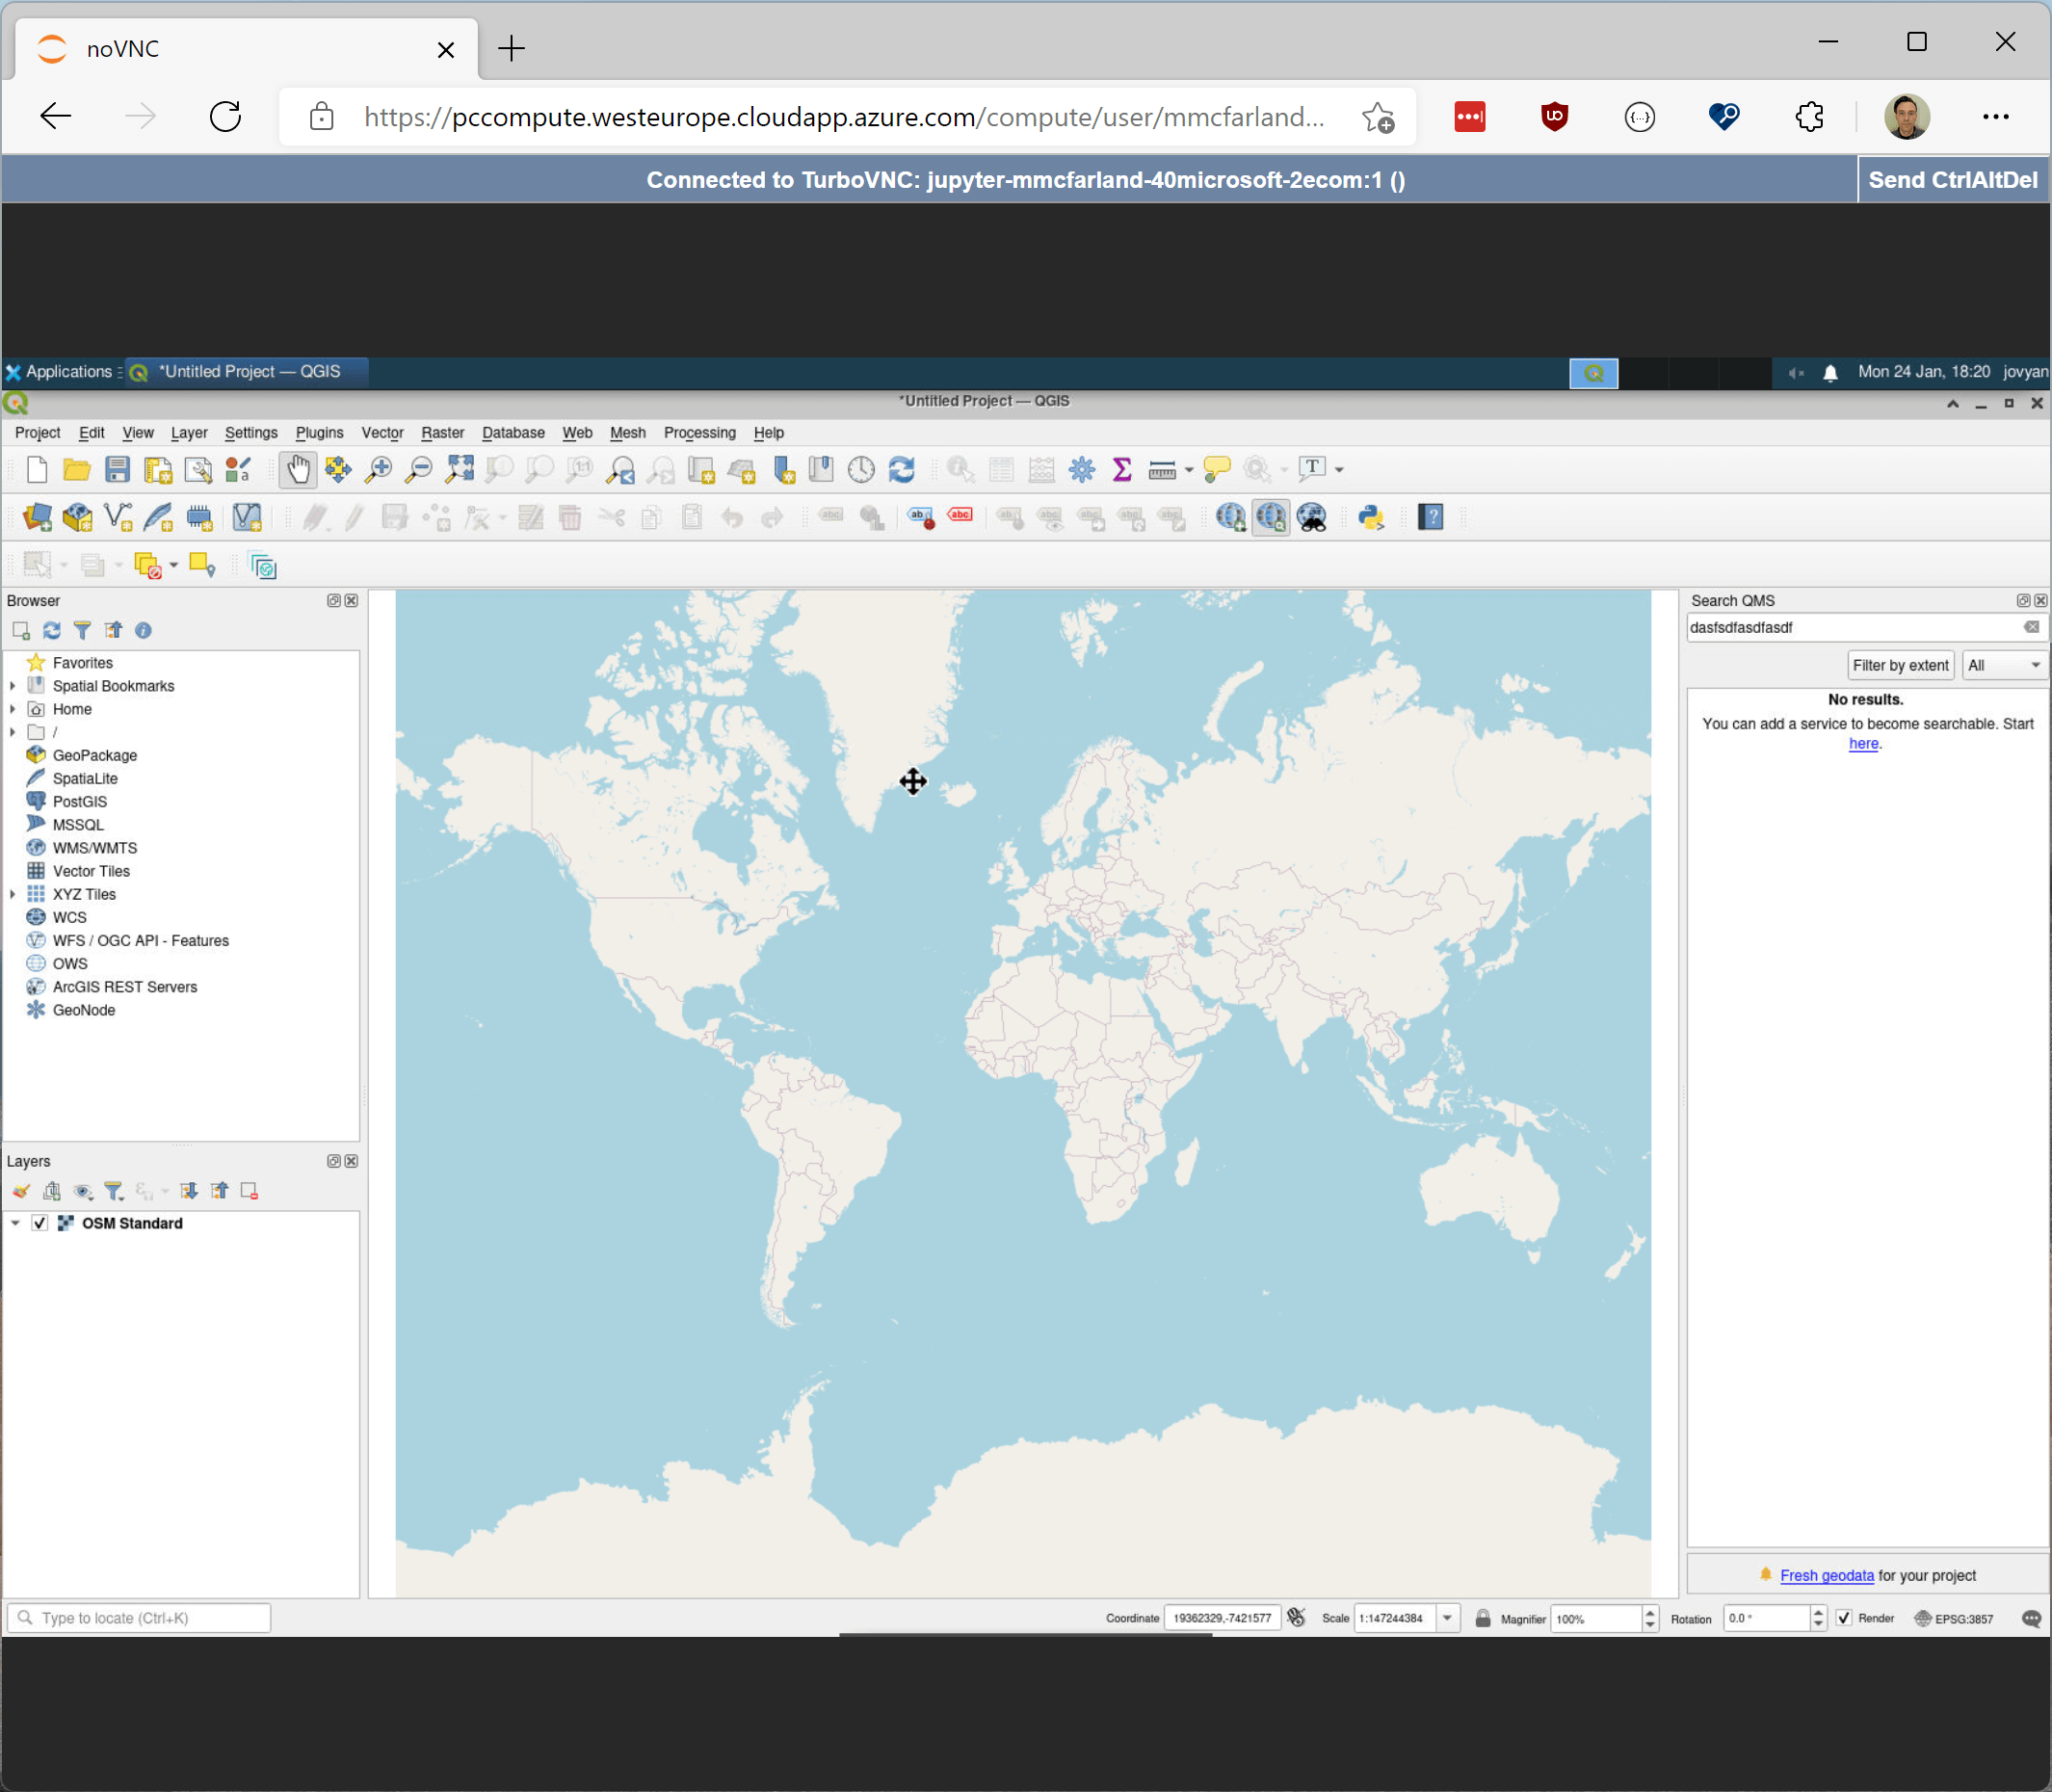 noVNC
https://pccompute.westeurope.cloudapp.azure.com/compute/user/mmcfarland...
Connected to TurboVNC: jupyter-mmcfarland-40microsoft-2ecom:1 ()
Send CtrlAltDel
Applications
*Untitled Project — QGIS
Mon 24 Jan, 18:20
jovyan
*Untitled Project — QGIS
Project Edit View Layer Settings Plugins Vector Raster Database Web Mesh Processing Help
Browser
Favorites
Spatial Bookmarks
Home
/
GeoPackage
SpatiaLite
PostGIS
MSSQL
WMS/WMTS
Vector Tiles
XYZ Tiles
WCS
WFS / OGC API - Features
OWS
ArcGIS REST Servers
GeoNode
Layers
OSM Standard
Search QMS
dasfsdfasdfasdf
Filter by extent
All
No results.
You can add a service to become searchable. Start
here.
Fresh geodata for your project
Type to locate (Ctrl+K)
Coordinate 19362329,-7421577 Scale 1:147244384 Magnifier 100% Rotation 0.0 ° Render EPSG:3857